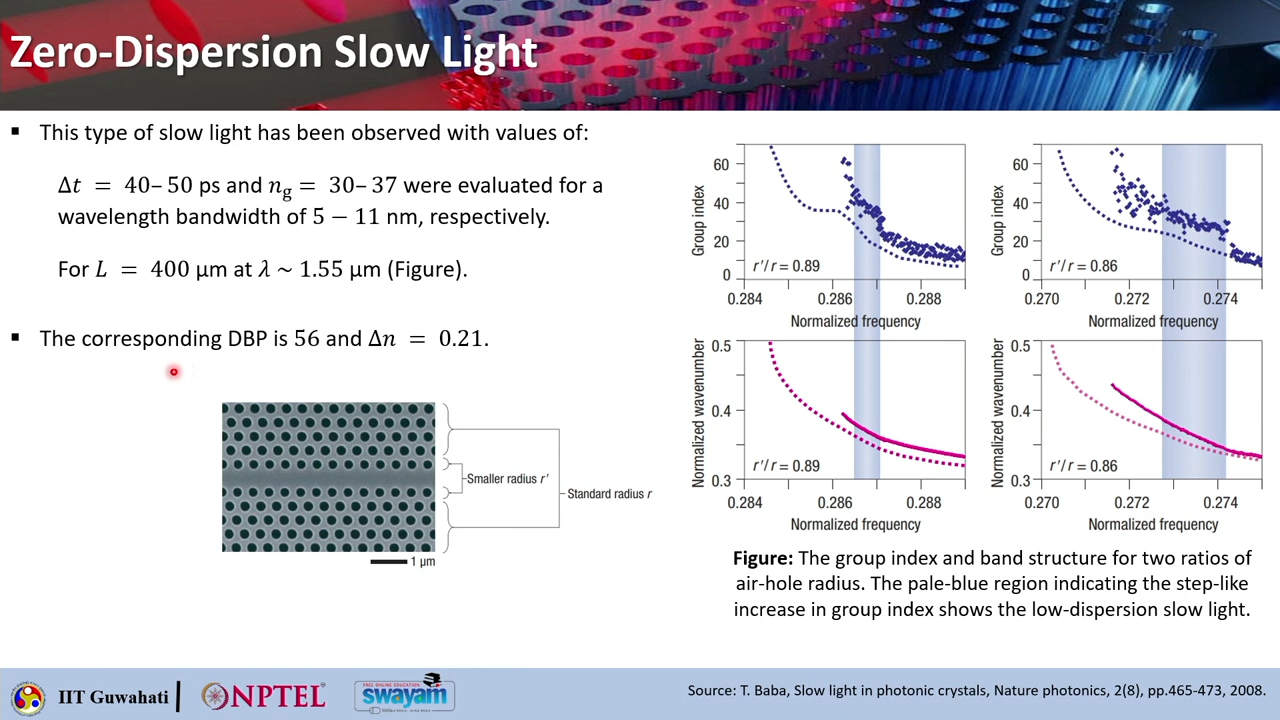 Zero-Dispersion Slow Light
▪ This type of slow light has been observed with values of:
Δt = 40–50 ps and ng = 30–37 were evaluated for a
wavelength bandwidth of 5 − 11 nm, respectively.
For L = 400 μm at λ ~ 1.55 μm (Figure).
▪ The corresponding DBP is 56 and Δn = 0.21.
Smaller radius r'
Standard radius r
1 μm
Group index
60
40
20
0
r'/r = 0.89
0.284
0.286
0.288
Normalized frequency
Group index
60
40
20
0
r'/r = 0.86
0.270
0.272
0.274
Normalized frequency
Normalized wavenumber
0.5
0.4
0.3
r'/r = 0.89
0.284
0.286
0.288
Normalized frequency
Normalized wavenumber
0.5
0.4
0.3
r'/r = 0.86
0.270
0.272
0.274
Normalized frequency
Figure: The group index and band structure for two ratios of
air-hole radius. The pale-blue region indicating the step-like
increase in group index shows the low-dispersion slow light.
IIT Guwahati
NPTEL
FREE ONLINE EDUCATION
swayam
Source: T. Baba, Slow light in photonic crystals, Nature photonics, 2(8), pp.465-473, 2008.